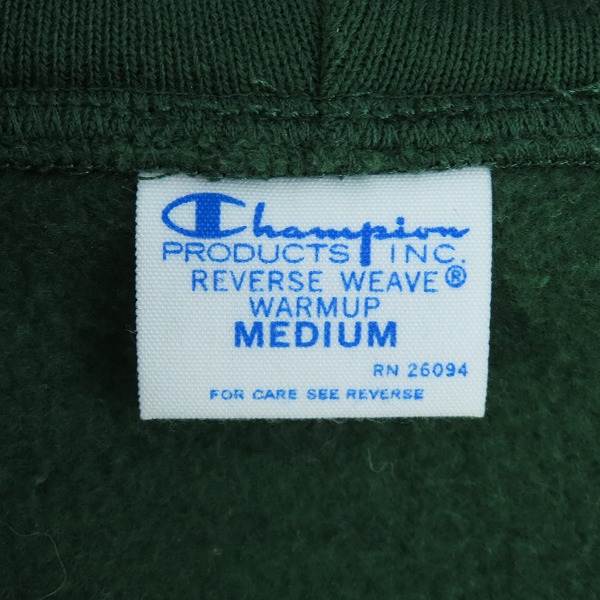 Champion
PRODUCTS INC.
REVERSE WEAVE®
WARMUP
MEDIUM
RN 26094
FOR CARE SEE REVERSE